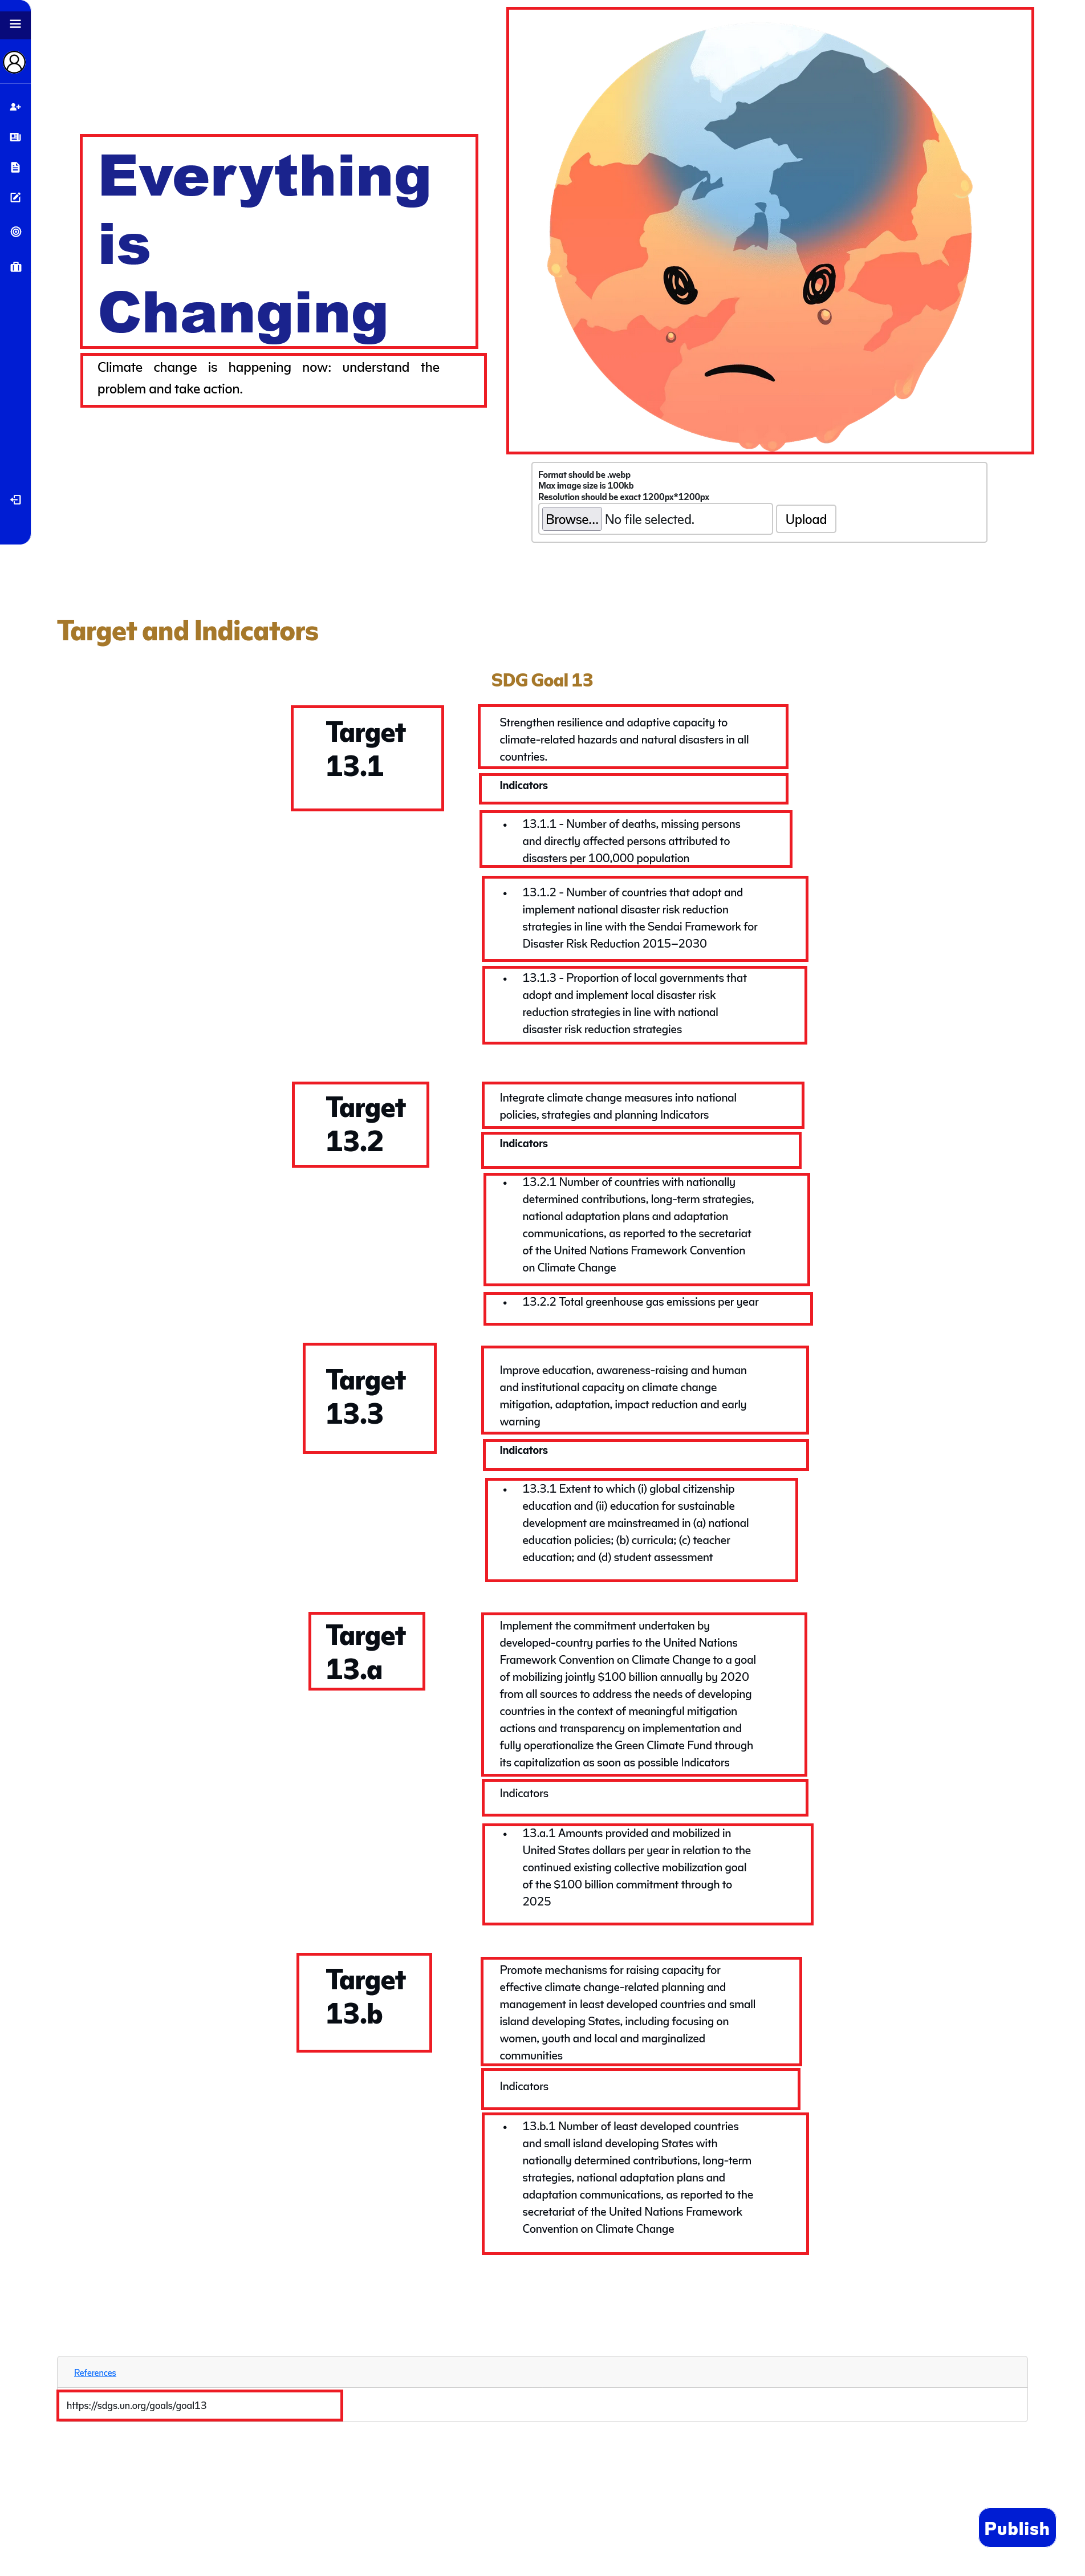 Everything
is
Changing
Climate change is happening now: understand the
problem and take action.
Format should be .webp
Max image size is 100kb
Resolution should be exact 1200px*1200px
Browse... No file selected. Upload
Target and Indicators
SDG Goal 13
Target
13.1
Strengthen resilience and adaptive capacity to
climate-related hazards and natural disasters in all
countries.
Indicators
• 13.1.1 - Number of deaths, missing persons
and directly affected persons attributed to
disasters per 100,000 population
• 13.1.2 - Number of countries that adopt and
implement national disaster risk reduction
strategies in line with the Sendai Framework for
Disaster Risk Reduction 2015–2030
• 13.1.3 - Proportion of local governments that
adopt and implement local disaster risk
reduction strategies in line with national
disaster risk reduction strategies
Target
13.2
Integrate climate change measures into national
policies, strategies and planning Indicators
Indicators
• 13.2.1 Number of countries with nationally
determined contributions, long-term strategies,
national adaptation plans and adaptation
communications, as reported to the secretariat
of the United Nations Framework Convention
on Climate Change
• 13.2.2 Total greenhouse gas emissions per year
Target
13.3
Improve education, awareness-raising and human
and institutional capacity on climate change
mitigation, adaptation, impact reduction and early
warning
Indicators
• 13.3.1 Extent to which (i) global citizenship
education and (ii) education for sustainable
development are mainstreamed in (a) national
education policies; (b) curricula; (c) teacher
education; and (d) student assessment
Target
13.a
Implement the commitment undertaken by
developed-country parties to the United Nations
Framework Convention on Climate Change to a goal
of mobilizing jointly $100 billion annually by 2020
from all sources to address the needs of developing
countries in the context of meaningful mitigation
actions and transparency on implementation and
fully operationalize the Green Climate Fund through
its capitalization as soon as possible Indicators
Indicators
• 13.a.1 Amounts provided and mobilized in
United States dollars per year in relation to the
continued existing collective mobilization goal
of the $100 billion commitment through to
2025
Target
13.b
Promote mechanisms for raising capacity for
effective climate change-related planning and
management in least developed countries and small
island developing States, including focusing on
women, youth and local and marginalized
communities
Indicators
• 13.b.1 Number of least developed countries
and small island developing States with
nationally determined contributions, long-term
strategies, national adaptation plans and
adaptation communications, as reported to the
secretariat of the United Nations Framework
Convention on Climate Change
References
https://sdgs.un.org/goals/goal13
Publish